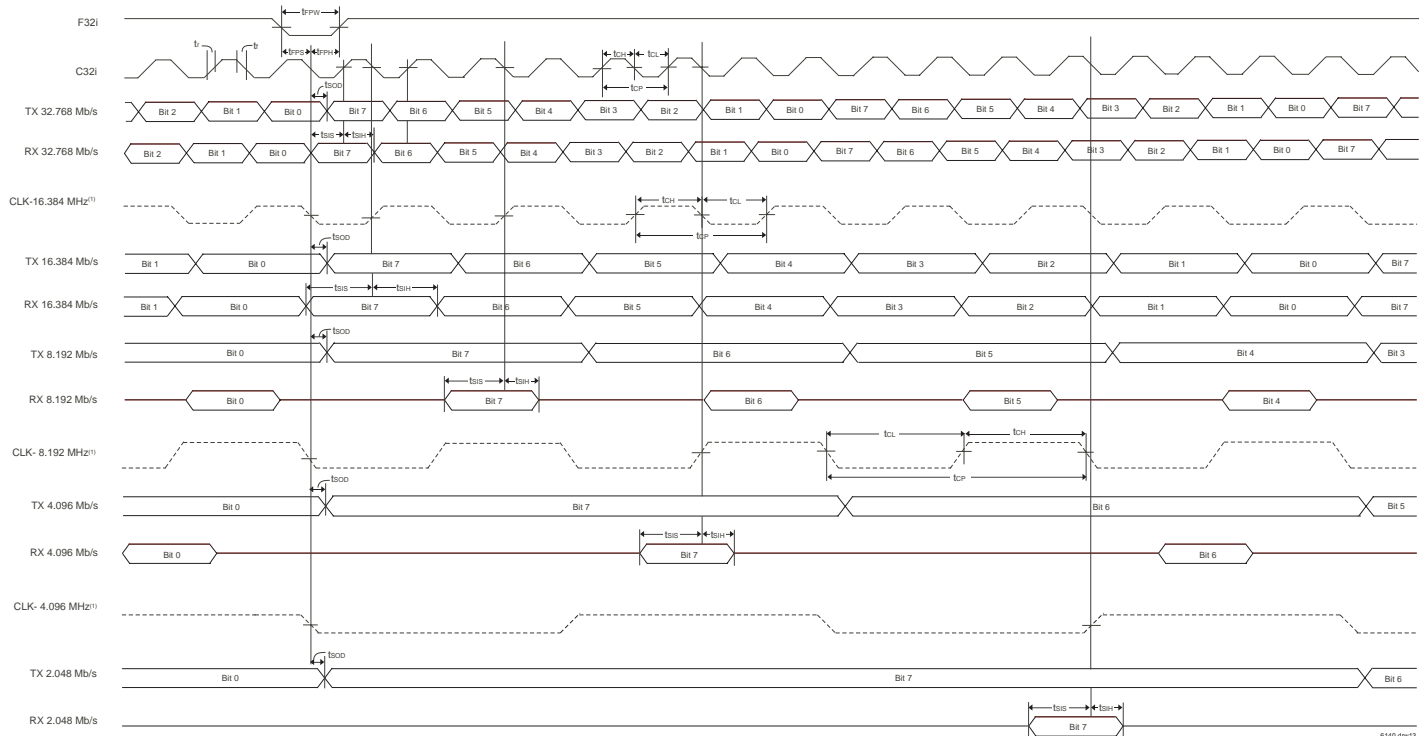 F32i
tFPW
tr
tf
tFPS
tFPH
tCH
tCL
C32i
tCP
tSOD
TX 32.768 Mb/s
Bit 2 Bit 1 Bit 0 Bit 7 Bit 6 Bit 5 Bit 4 Bit 3 Bit 2 Bit 1 Bit 0 Bit 7 Bit 6 Bit 5 Bit 4 Bit 3 Bit 2 Bit 1 Bit 0 Bit 7
tSIS tSIH
RX 32.768 Mb/s
Bit 2 Bit 1 Bit 0 Bit 7 Bit 6 Bit 5 Bit 4 Bit 3 Bit 2 Bit 1 Bit 0 Bit 7 Bit 6 Bit 5 Bit 4 Bit 3 Bit 2 Bit 1 Bit 0 Bit 7
CLK-16.384 MHz(1)
tCH tCL
tCP
tSOD
TX 16.384 Mb/s
Bit 1 Bit 0 Bit 7 Bit 6 Bit 5 Bit 4 Bit 3 Bit 2 Bit 1 Bit 0 Bit 7
tSIS tSIH
RX 16.384 Mb/s
Bit 1 Bit 0 Bit 7 Bit 6 Bit 5 Bit 4 Bit 3 Bit 2 Bit 1 Bit 0 Bit 7
tSOD
TX 8.192 Mb/s
Bit 0 Bit 7 Bit 6 Bit 5 Bit 4 Bit 3
tSIS tSIH
RX 8.192 Mb/s
Bit 0 Bit 7 Bit 6 Bit 5 Bit 4
CLK- 8.192 MHz(1)
tCL tCH
tCP
tSOD
TX 4.096 Mb/s
Bit 0 Bit 7 Bit 6 Bit 5
tSIS tSIH
RX 4.096 Mb/s
Bit 0 Bit 7 Bit 6
CLK- 4.096 MHz(1)
tSOD
TX 2.048 Mb/s
Bit 0 Bit 7 Bit 6
tSIS tSIH
RX 2.048 Mb/s
Bit 7